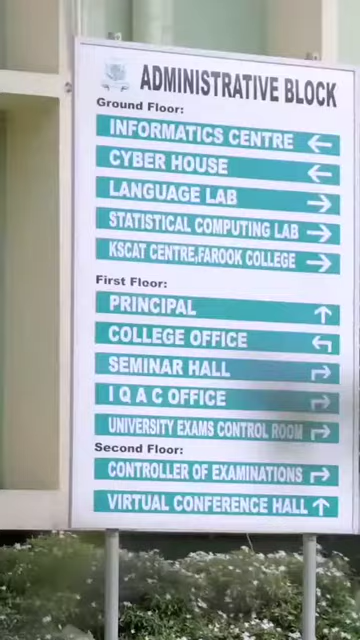 ADMINISTRATIVE BLOCK
Ground Floor:
INFORMATICS CENTRE ←
CYBER HOUSE ←
LANGUAGE LAB →
STATISTICAL COMPUTING LAB →
KSCAT CENTRE,FAROOK COLLEGE →
First Floor:
PRINCIPAL ↑
COLLEGE OFFICE ↰
SEMINAR HALL ↱
I Q A C OFFICE ↱
UNIVERSITY EXAMS CONTROL ROOM ↱
Second Floor:
CONTROLLER OF EXAMINATIONS ↱
VIRTUAL CONFERENCE HALL ↑